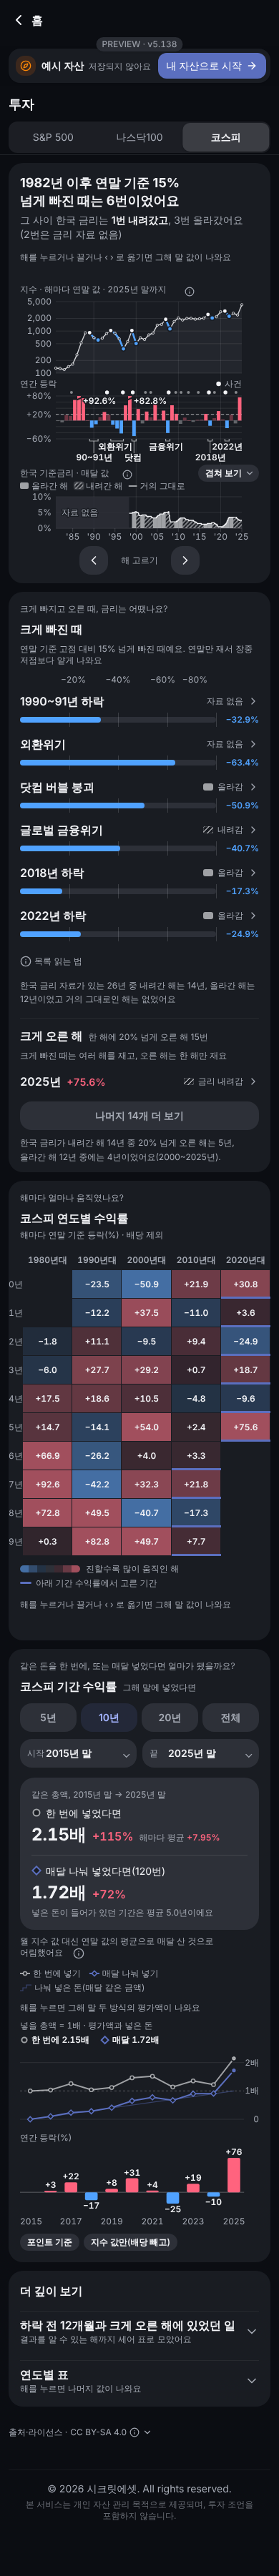 홈
PREVIEW · v5.138
예시 자산 저장되지 않아요
내 자산으로 시작 →
투자
S&P 500 나스닥100 코스피
1982년 이후 연말 기준 15%
넘게 빠진 때는 6번이었어요
그 사이 한국 금리는 1번 내려갔고, 3번 올라갔어요
(2번은 금리 자료 없음)
해를 누르거나 끌거나 ‹ › 로 옮기면 그해 말 값이 나와요
지수 · 해마다 연말 값 · 2025년 말까지
5,000
2,000
1,000
500
200
100
연간 등락 사건
+80%
+92.6% +82.8%
+20%
−60%
외환위기 금융위기 2022년
90~91년 닷컴 2018년
한국 기준금리 · 매달 값
겹쳐 보기
올라간 해 내려간 해 거의 그대로
10%
자료 없음
5%
0%
'85 '90 '95 '00 '05 '10 '15 '20 '25
해 고르기
크게 빠지고 오른 때, 금리는 어땠나요?
크게 빠진 때
연말 기준 고점 대비 15% 넘게 빠진 때예요. 연말만 재서 장중
저점보다 얕게 나와요
−20% −40% −60% −80%
1990~91년 하락 자료 없음
−32.9%
외환위기 자료 없음
−63.4%
닷컴 버블 붕괴 올라감
−50.9%
글로벌 금융위기 내려감
−40.7%
2018년 하락 올라감
−17.3%
2022년 하락 올라감
−24.9%
목록 읽는 법
한국 금리 자료가 있는 26년 중 내려간 해는 14년, 올라간 해는
12년이었고 거의 그대로인 해는 없었어요
크게 오른 해 한 해에 20% 넘게 오른 해 15번
크게 빠진 때는 여러 해를 재고, 오른 해는 한 해만 재요
2025년 +75.6% 금리 내려감
나머지 14개 더 보기
한국 금리가 내려간 해 14년 중 20% 넘게 오른 해는 5년,
올라간 해 12년 중에는 4년이었어요(2000~2025년).
해마다 얼마나 움직였나요?
코스피 연도별 수익률
해마다 연말 기준 등락(%) · 배당 제외
1980년대 1990년대 2000년대 2010년대 2020년대
0년 −23.5 −50.9 +21.9 +30.8
1년 −12.2 +37.5 −11.0 +3.6
2년 −1.8 +11.1 −9.5 +9.4 −24.9
3년 −6.0 +27.7 +29.2 +0.7 +18.7
4년 +17.5 +18.6 +10.5 −4.8 −9.6
5년 +14.7 −14.1 +54.0 +2.4 +75.6
6년 +66.9 −26.2 +4.0 +3.3
7년 +92.6 −42.2 +32.3 +21.8
8년 +72.8 +49.5 −40.7 −17.3
9년 +0.3 +82.8 +49.7 +7.7
진할수록 많이 움직인 해
아래 기간 수익률에서 고른 기간
해를 누르거나 끌거나 ‹ › 로 옮기면 그해 말 값이 나와요
같은 돈을 한 번에, 또는 매달 넣었다면 얼마가 됐을까요?
코스피 기간 수익률 그해 말에 넣었다면
5년 10년 20년 전체
시작 2015년 말 끝 2025년 말
같은 총액, 2015년 말 → 2025년 말
한 번에 넣었다면
2.15배 +115% 해마다 평균 +7.95%
매달 나눠 넣었다면(120번)
1.72배 +72%
넣은 돈이 들어가 있던 기간은 평균 5.0년이에요
월 지수 값 대신 연말 값의 평균으로 매달 산 것으로
어림했어요
한 번에 넣기 매달 나눠 넣기
나눠 넣은 돈(매달 같은 금액)
해를 누르면 그해 말 두 방식의 평가액이 나와요
넣을 총액 = 1배 · 평가액과 넣은 돈
한 번에 2.15배 매달 1.72배
2배
1배
0
연간 등락(%)
+3 +22 −17 +8 +31 +4 −25 +19 −10 +76
2015 2017 2019 2021 2023 2025
포인트 기준 지수 값만(배당 빼고)
더 깊이 보기
하락 전 12개월과 크게 오른 해에 있었던 일
결과를 알 수 있는 해까지 세어 표로 모았어요
연도별 표
해를 누르면 나머지 값이 나와요
출처·라이선스 · CC BY-SA 4.0
© 2026 시크릿에셋. All rights reserved.
본 서비스는 개인 자산 관리 목적으로 제공되며, 투자 조언을
포함하지 않습니다.